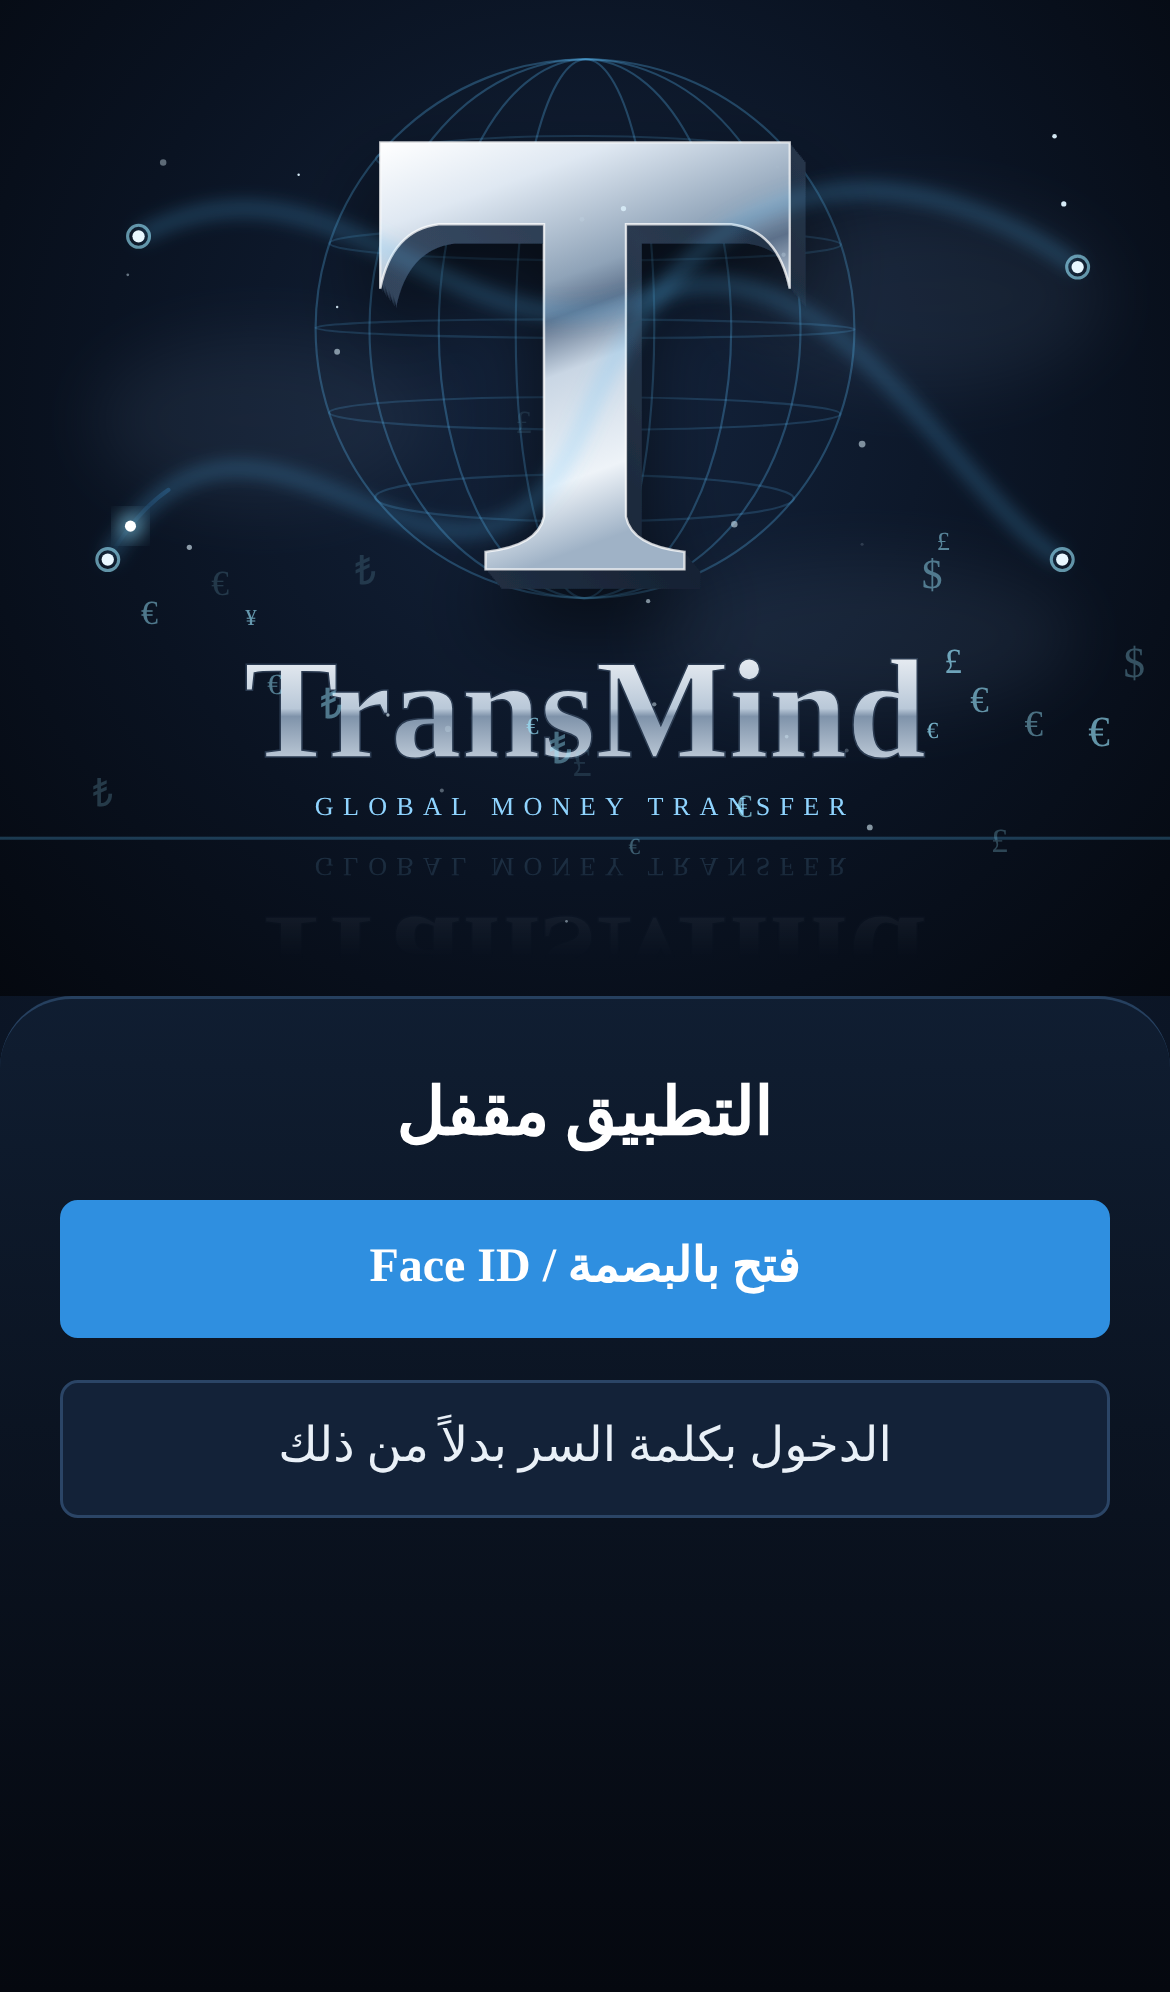 T
TransMind
GLOBAL MONEY TRANSFER
التطبيق مقفل
فتح بالبصمة / Face ID
الدخول بكلمة السر بدلاً من ذلك